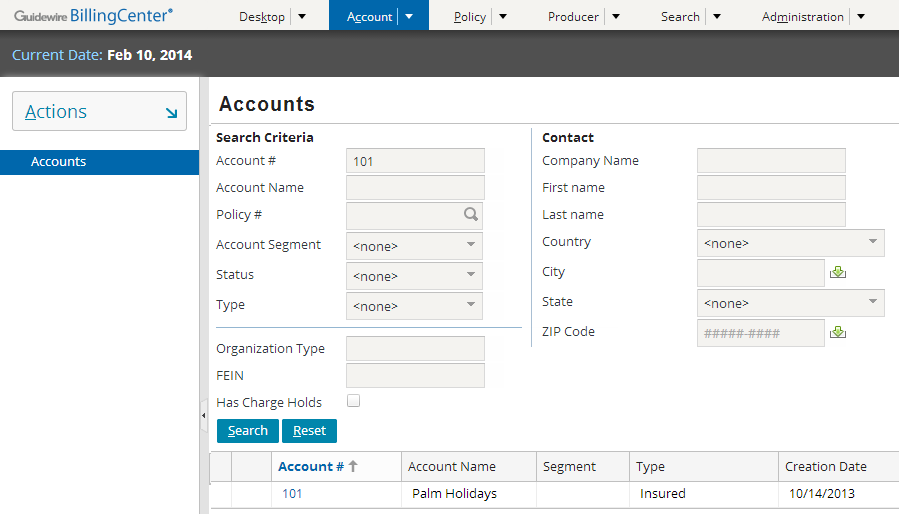 Guidewire BillingCenter® Desktop Account Policy Producer Search Administration
Current Date: Feb 10, 2014
Actions
Accounts
Accounts
Search Criteria
Account # 101
Account Name
Policy #
Account Segment <none>
Status <none>
Type <none>
Organization Type
FEIN
Has Charge Holds
Search Reset
Contact
Company Name
First name
Last name
Country <none>
City
State <none>
ZIP Code #####-####
Account # Account Name Segment Type Creation Date
101 Palm Holidays Insured 10/14/2013